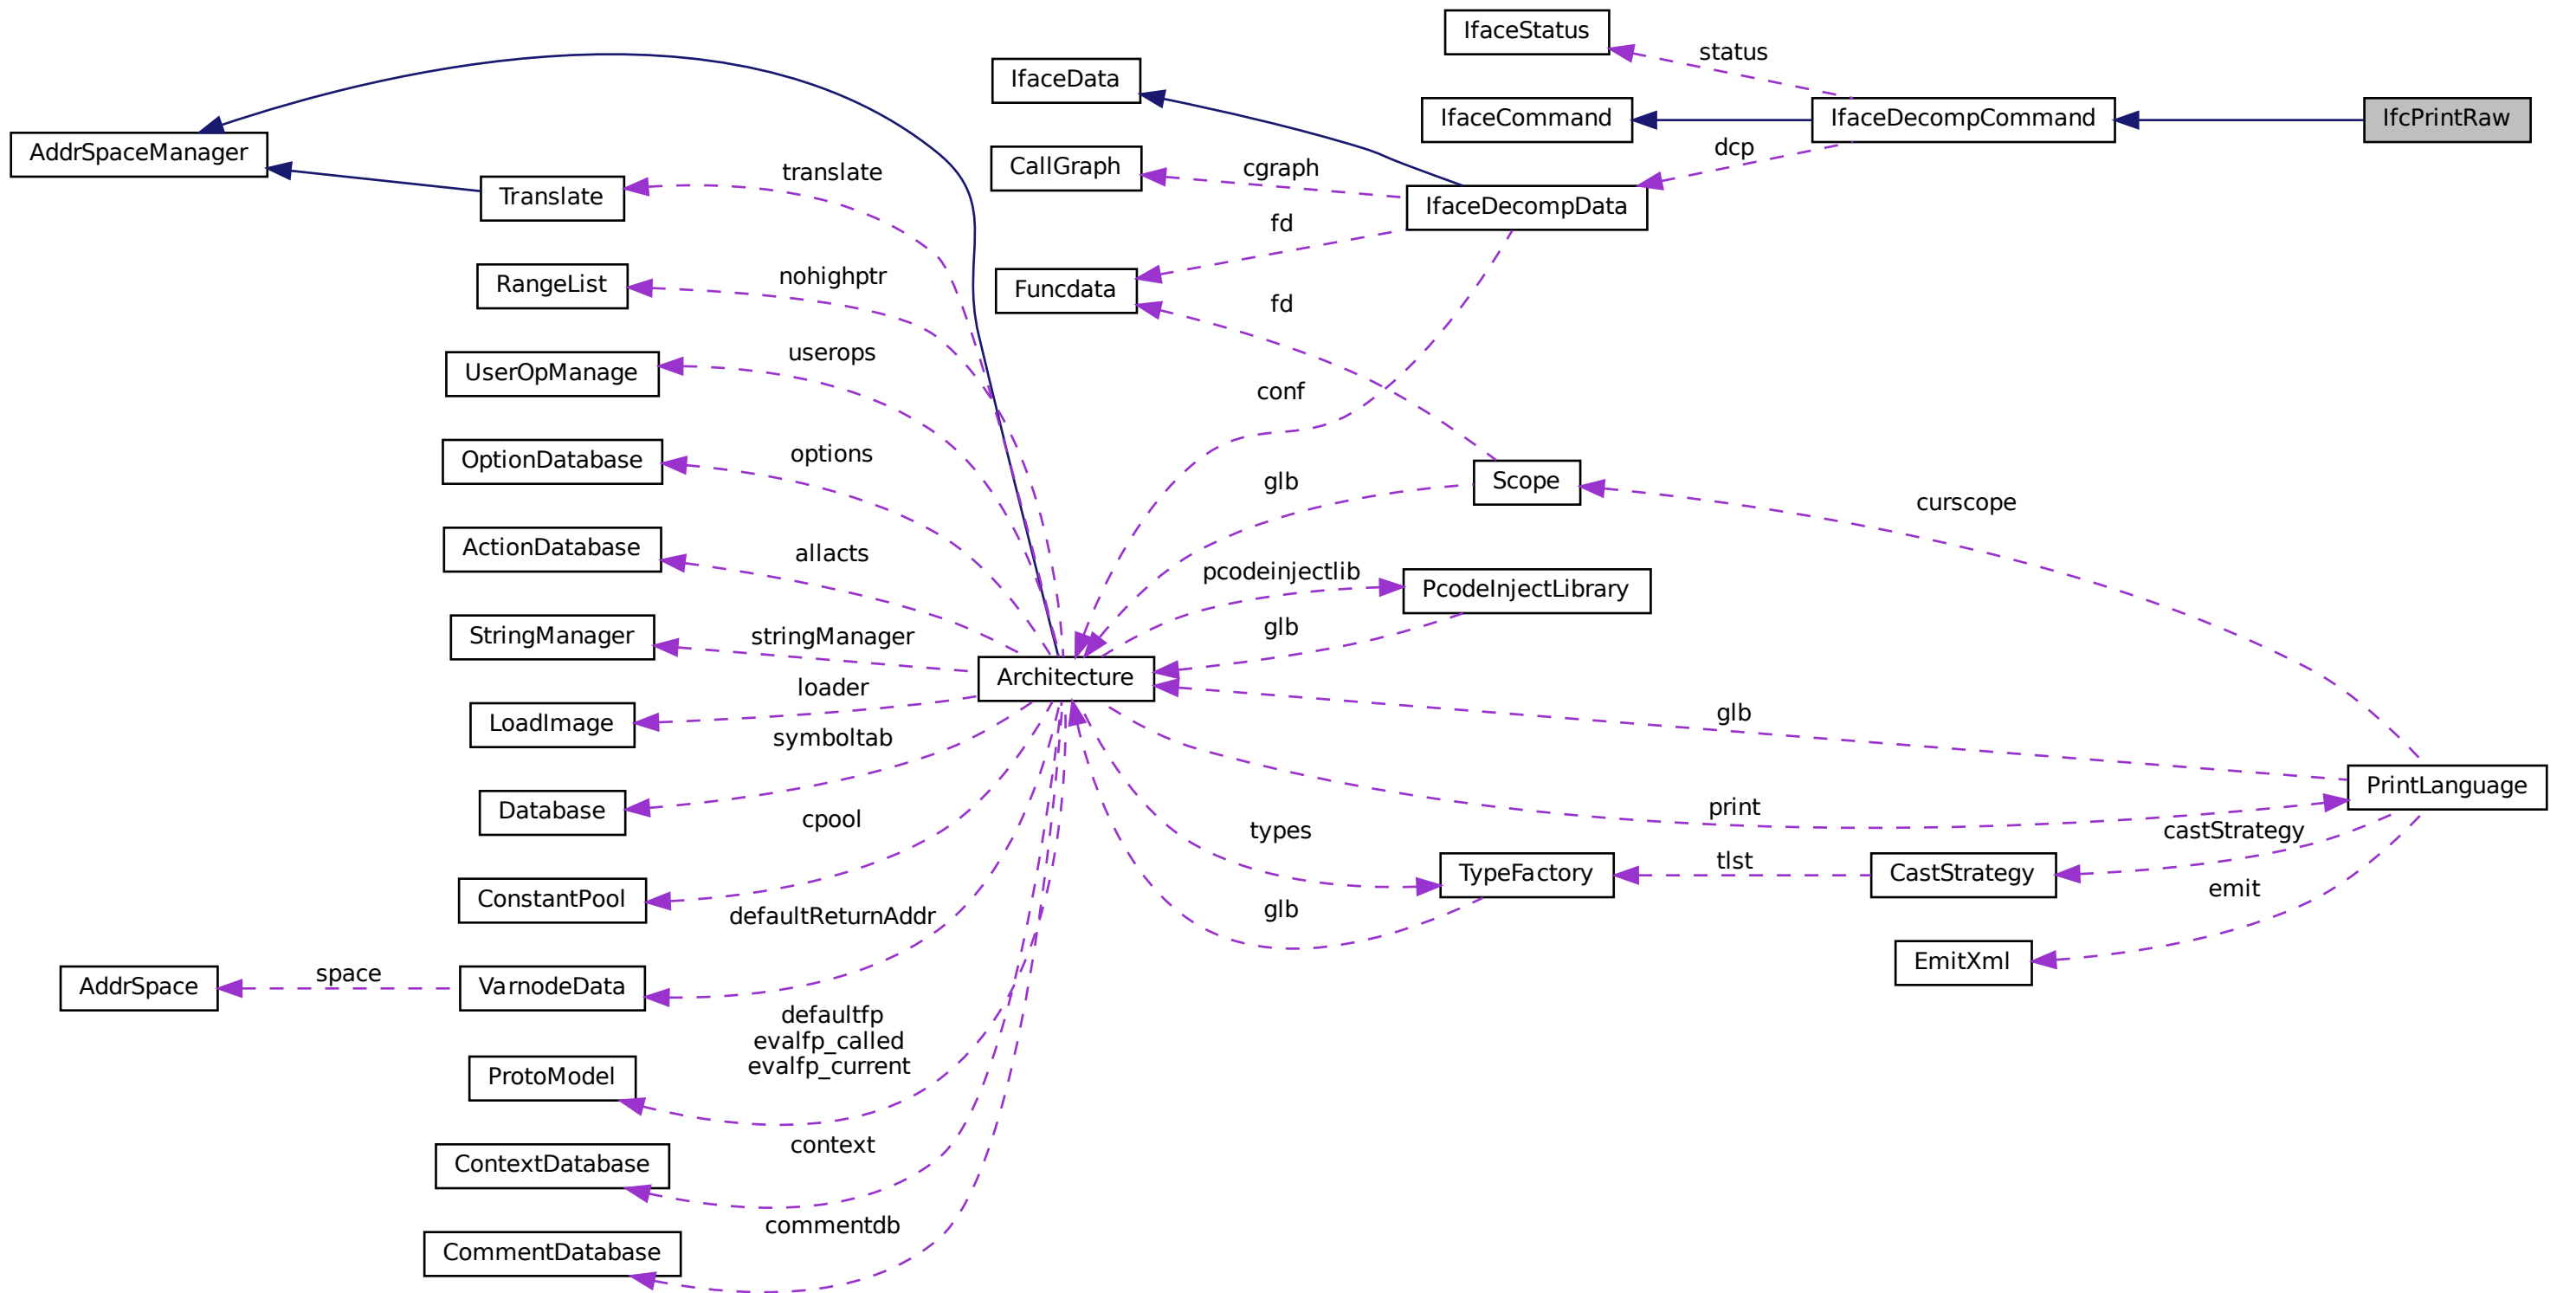 IfaceStatus
status
IfaceData
IfaceCommand
IfaceDecompCommand
IfcPrintRaw
AddrSpaceManager
translate
CallGraph
cgraph
dcp
Translate
IfaceDecompData
fd
RangeList
nohighptr
Funcdata
fd
UserOpManage
userops
conf
OptionDatabase
options
glb
Scope
curscope
ActionDatabase
allacts
pcodeinjectlib
PcodeInjectLibrary
StringManager
stringManager
glb
Architecture
LoadImage
loader
glb
symboltab
PrintLanguage
Database
cpool
print
types
castStrategy
ConstantPool
TypeFactory
tlst
CastStrategy
defaultReturnAddr
glb
emit
AddrSpace
space
VarnodeData
EmitXml
defaultfp
evalfp_called
evalfp_current
ProtoModel
context
ContextDatabase
commentdb
CommentDatabase